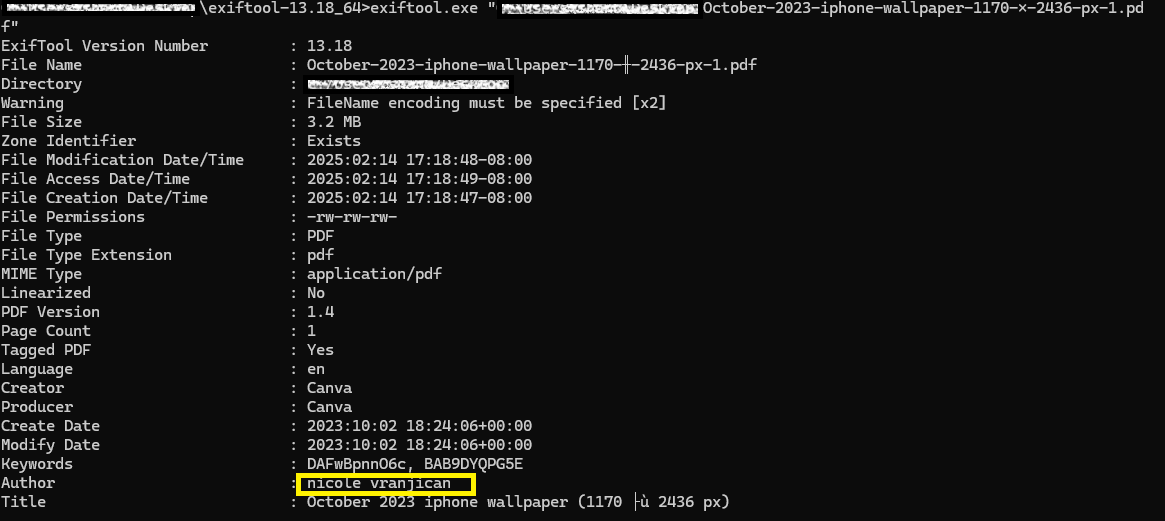 \exiftool-13.18_64>exiftool.exe "October-2023-iphone-wallpaper-1170-×-2436-px-1.pd
f"
ExifTool Version Number : 13.18
File Name : October-2023-iphone-wallpaper-1170-╫-2436-px-1.pdf
Directory :
Warning : FileName encoding must be specified [x2]
File Size : 3.2 MB
Zone Identifier : Exists
File Modification Date/Time : 2025:02:14 17:18:48-08:00
File Access Date/Time : 2025:02:14 17:18:49-08:00
File Creation Date/Time : 2025:02:14 17:18:47-08:00
File Permissions : -rw-rw-rw-
File Type : PDF
File Type Extension : pdf
MIME Type : application/pdf
Linearized : No
PDF Version : 1.4
Page Count : 1
Tagged PDF : Yes
Language : en
Creator : Canva
Producer : Canva
Create Date : 2023:10:02 18:24:06+00:00
Modify Date : 2023:10:02 18:24:06+00:00
Keywords : DAFwBpnnO6c, BAB9DYQPG5E
Author : nicole vranjican
Title : October 2023 iphone wallpaper (1170 ├ù 2436 px)